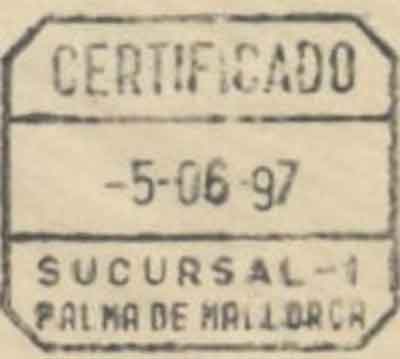 CERTIFICADO
-5-06-97
SUCURSAL-1
PALMA DE MALLORCA